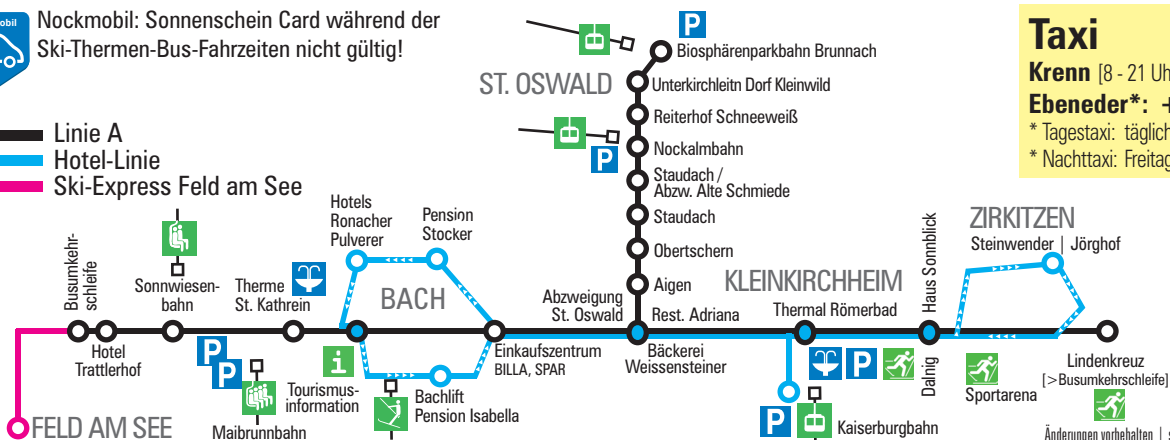 Nockmobil: Sonnenschein Card während der
Ski-Thermen-Bus-Fahrzeiten nicht gültig!
Linie A
Hotel-Linie
Ski-Express Feld am See
ST. OSWALD
P
Biosphärenparkbahn Brunnach
Unterkirchleitn Dorf Kleinwild
Reiterhof Schneeweiß
Nockalmbahn
P
Staudach /
Abzw. Alte Schmiede
Staudach
Obertschern
Aigen
Taxi
Krenn [8 - 21 Uh
Ebeneder*: +
* Tagestaxi: täglich
* Nachttaxi: Freitag
Busumkehr-
schleife
Hotel
Trattlerhof
Sonnwiesen-
bahn
Therme
St. Kathrein
Hotels
Ronacher
Pulverer
Pension
Stocker
BACH
P
P
Maibrunnbahn
i
Tourismus-
information
Bachlift
Pension Isabella
Einkaufszentrum
BILLA, SPAR
Abzweigung
St. Oswald
Rest. Adriana
Bäckerei
Weissensteiner
KLEINKIRCHHEIM
Thermal Römerbad
P
P
Kaiserburgbahn
Haus Sonnblick
Dalnig
ZIRKITZEN
Steinwender | Jörghof
Sportarena
Lindenkreuz
[>Busumkehrschleife]
FELD AM SEE
Änderungen vorbehalten |